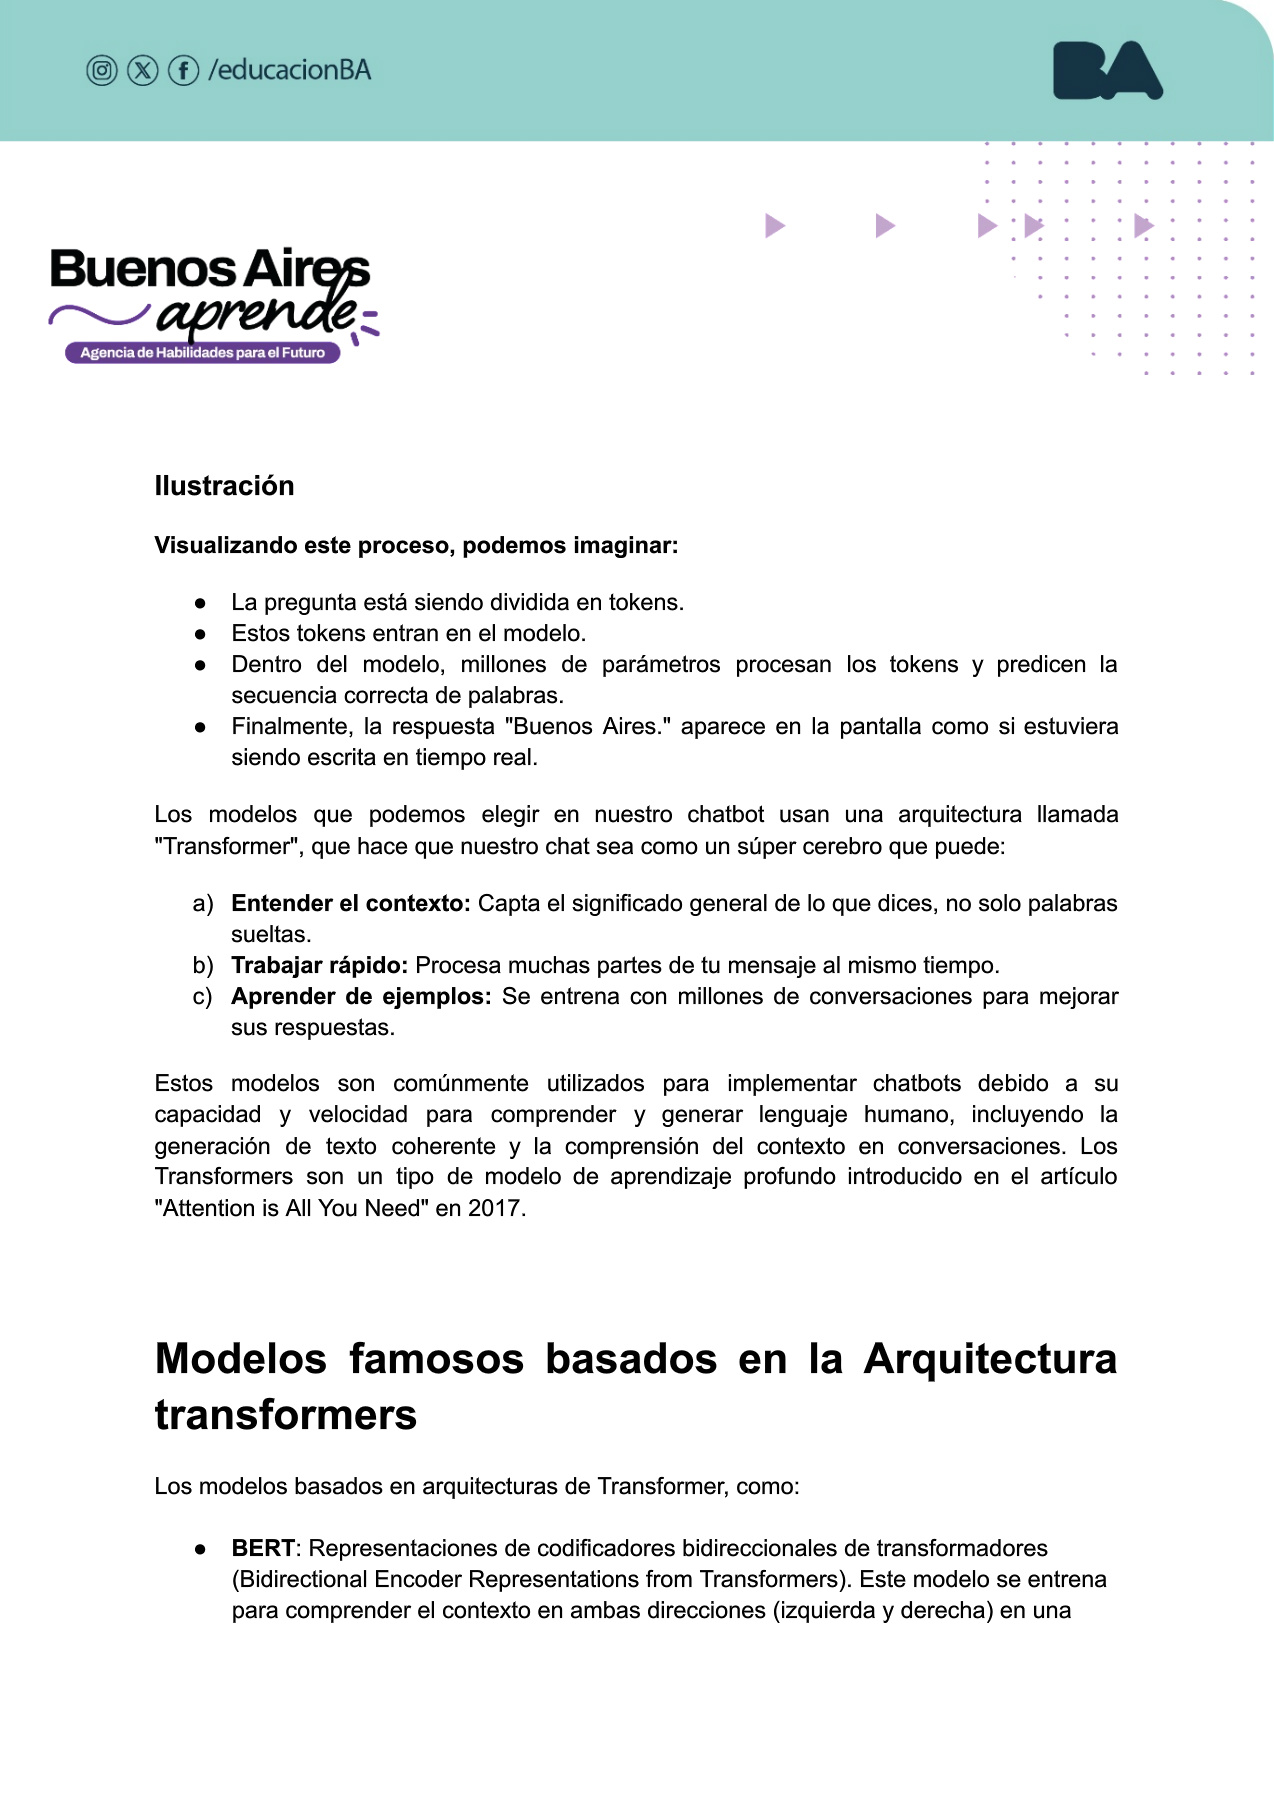 /educacionBA
BA
Buenos Aires
aprende
Agencia de Habilidades para el Futuro
Ilustración
Visualizando este proceso, podemos imaginar:
● La pregunta está siendo dividida en tokens.
● Estos tokens entran en el modelo.
● Dentro del modelo, millones de parámetros procesan los tokens y predicen la
secuencia correcta de palabras.
● Finalmente, la respuesta "Buenos Aires." aparece en la pantalla como si estuviera
siendo escrita en tiempo real.
Los modelos que podemos elegir en nuestro chatbot usan una arquitectura llamada
"Transformer", que hace que nuestro chat sea como un súper cerebro que puede:
a) Entender el contexto: Capta el significado general de lo que dices, no solo palabras
sueltas.
b) Trabajar rápido: Procesa muchas partes de tu mensaje al mismo tiempo.
c) Aprender de ejemplos: Se entrena con millones de conversaciones para mejorar
sus respuestas.
Estos modelos son comúnmente utilizados para implementar chatbots debido a su
capacidad y velocidad para comprender y generar lenguaje humano, incluyendo la
generación de texto coherente y la comprensión del contexto en conversaciones. Los
Transformers son un tipo de modelo de aprendizaje profundo introducido en el artículo
"Attention is All You Need" en 2017.
Modelos famosos basados en la Arquitectura
transformers
Los modelos basados en arquitecturas de Transformer, como:
● BERT: Representaciones de codificadores bidireccionales de transformadores
(Bidirectional Encoder Representations from Transformers). Este modelo se entrena
para comprender el contexto en ambas direcciones (izquierda y derecha) en una